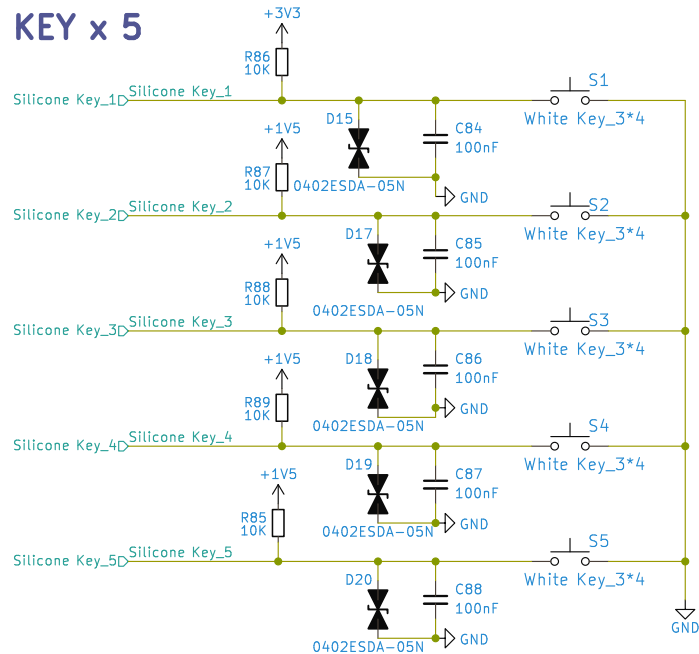 KEY x 5
+3V3
R86
10K
Silicone Key_1
Silicone Key_1
S1
White Key_3*4
D15
0402ESDA-05N
C84
100nF
GND
+1V5
R87
10K
Silicone Key_2
Silicone Key_2
S2
White Key_3*4
D17
0402ESDA-05N
C85
100nF
GND
+1V5
R88
10K
Silicone Key_3
Silicone Key_3
S3
White Key_3*4
D18
0402ESDA-05N
C86
100nF
GND
+1V5
R89
10K
Silicone Key_4
Silicone Key_4
S4
White Key_3*4
D19
0402ESDA-05N
C87
100nF
GND
+1V5
R85
10K
Silicone Key_5
Silicone Key_5
S5
White Key_3*4
D20
0402ESDA-05N
C88
100nF
GND
GND